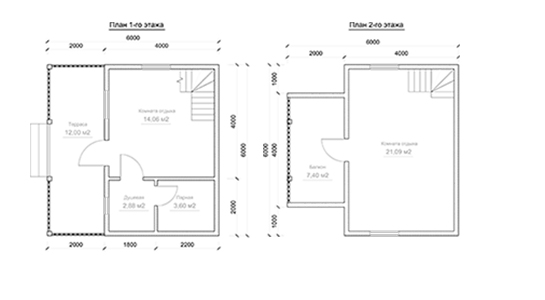 План 1-го этажа
6000
2000 4000
Терраса
12,00 м2
Комната отдыха
14.06 м2
Душевая
2,88 м2
Парная
3,60 м2
4000
6000
2000
2000 1800 2200
План 2-го этажа
6000
2000 4000
1000
6000
4000
1000
Балкон
7,40 м2
Комната отдыха
21,09 м2